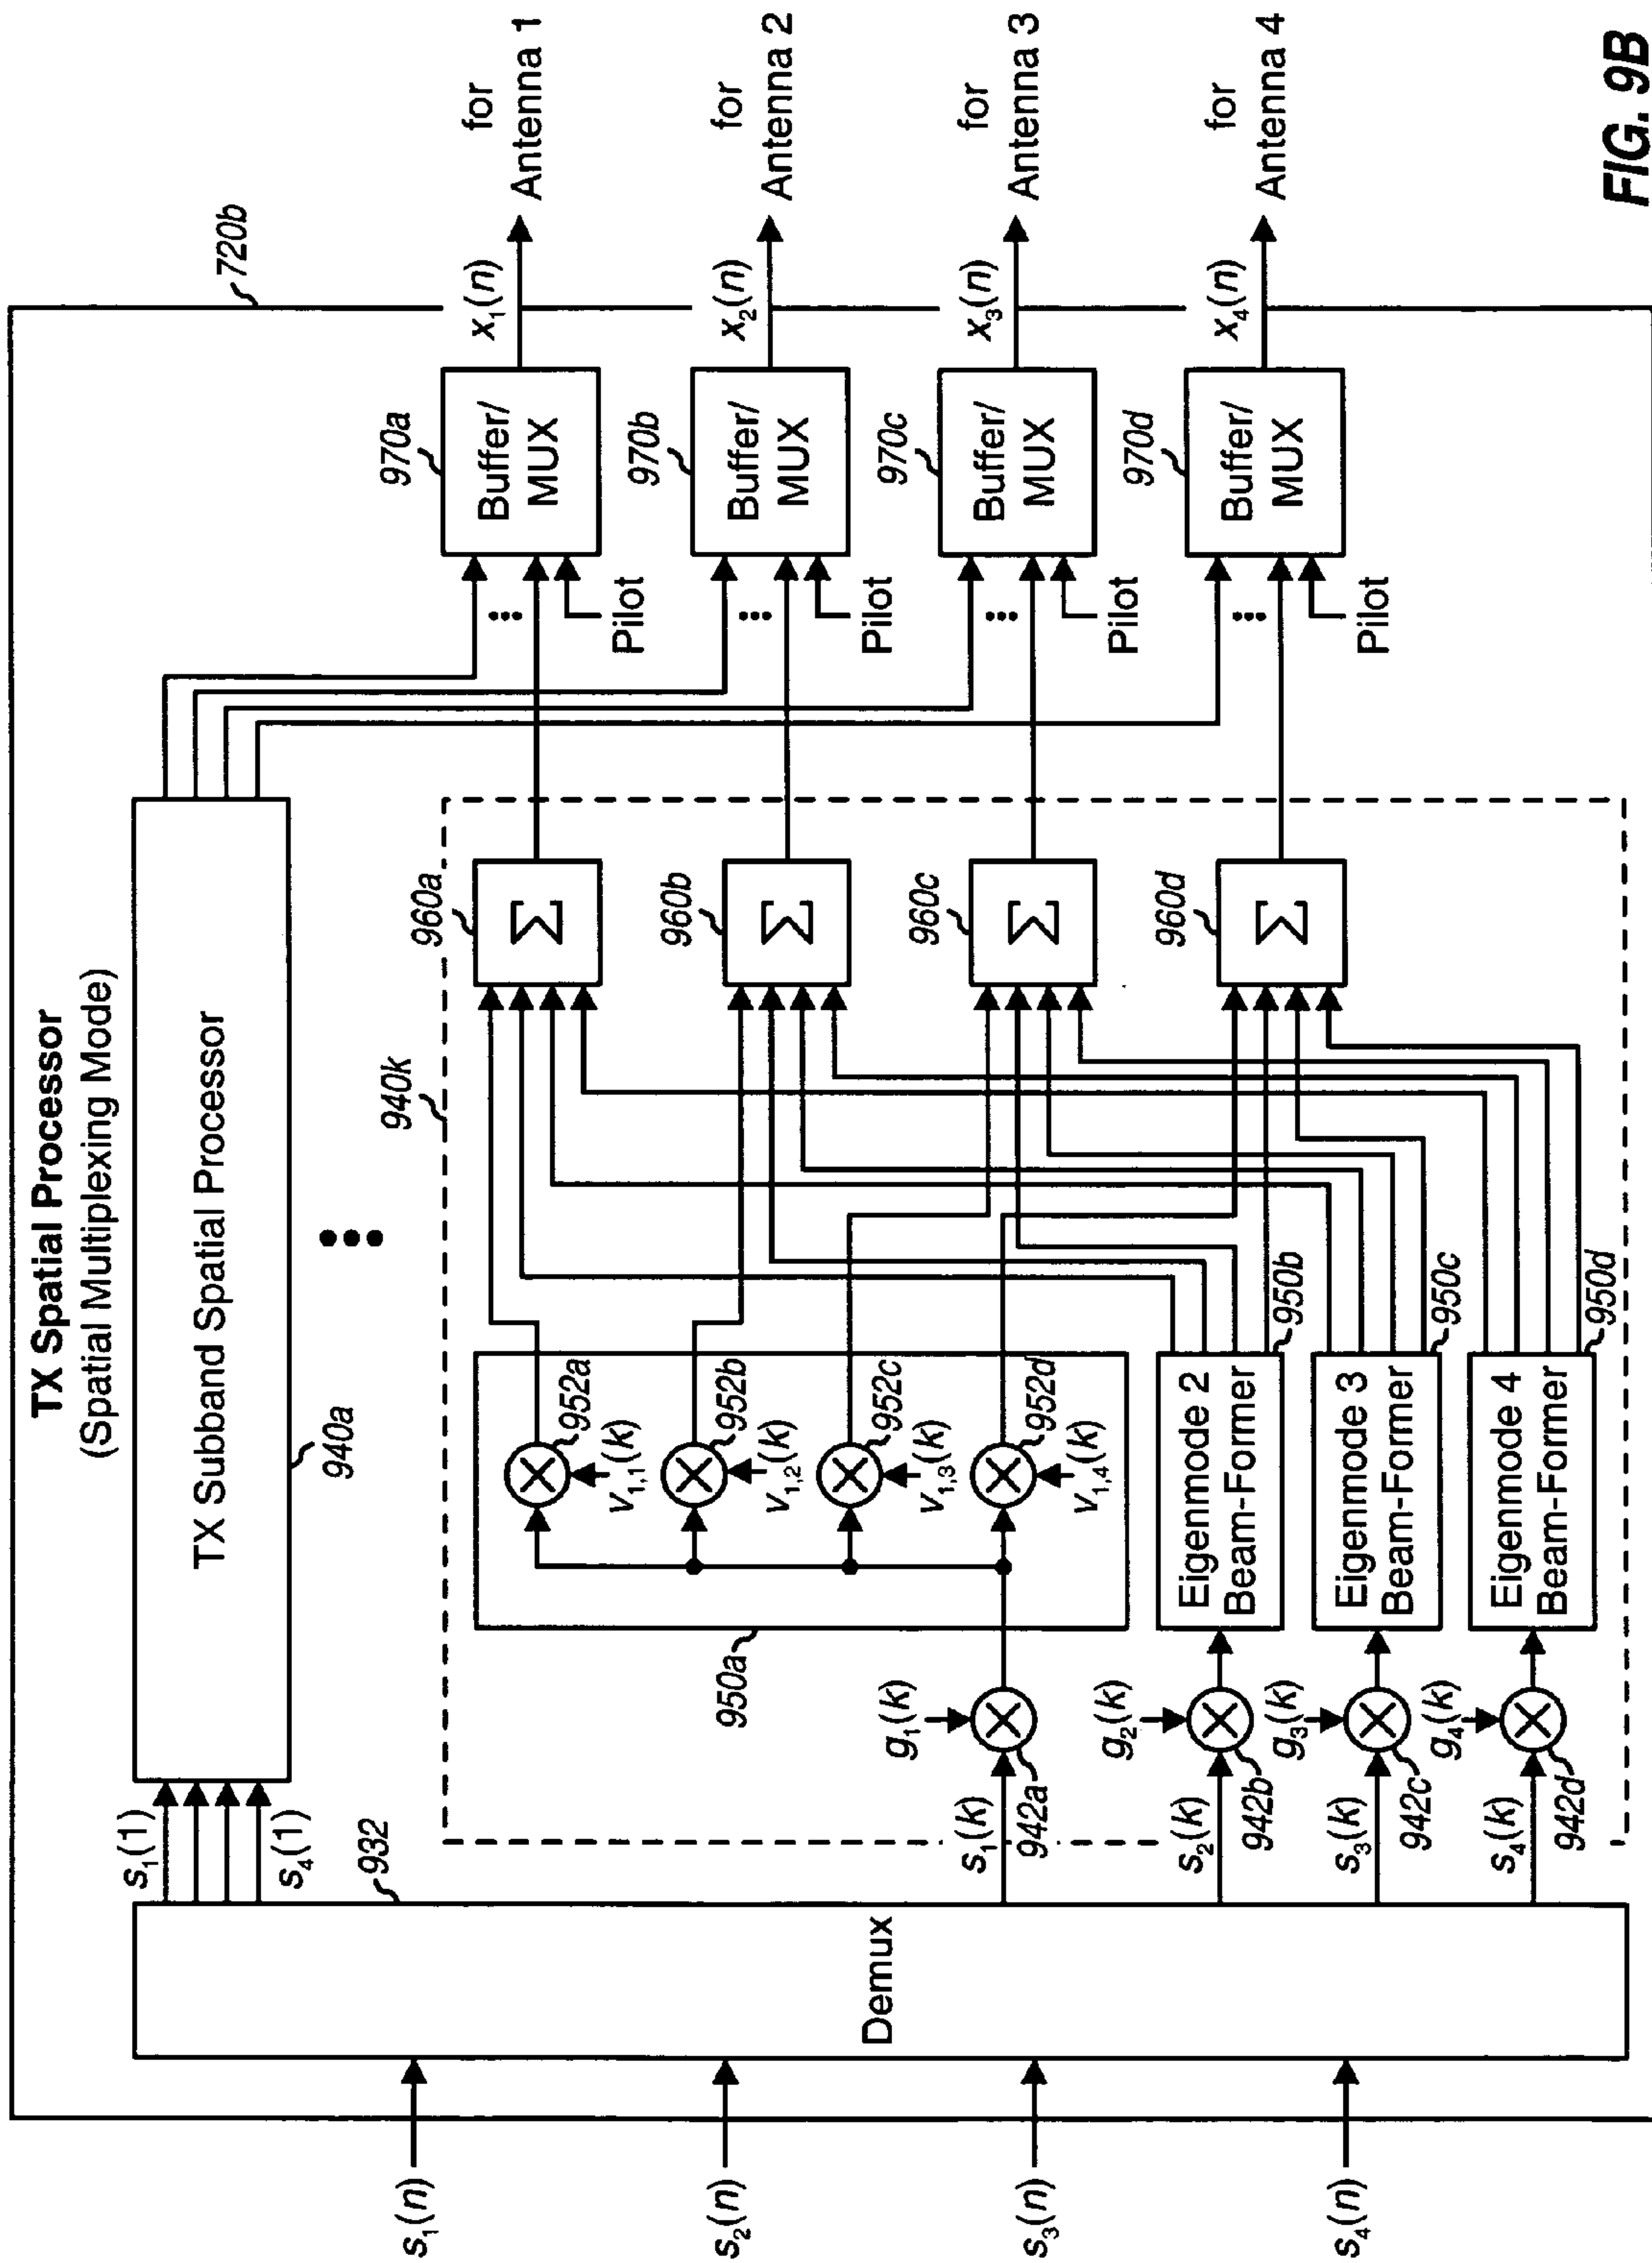 TX Spatial Processor
(Spatial Multiplexing Mode)
720b
s₁(1)
s₄(1)
932
TX Subband Spatial Processor
940a
s₁(n)
s₂(n)
s₃(n)
s₄(n)
Demux
940k
950a
952a
v₁,₁(k)
952b
v₁,₂(k)
952c
v₁,₃(k)
952d
v₁,₄(k)
s₁(k)
g₁(k)
942a
s₂(k)
g₂(k)
942b
Eigenmode 2
Beam-Former
950b
s₃(k)
g₃(k)
942c
Eigenmode 3
Beam-Former
950c
s₄(k)
g₄(k)
942d
Eigenmode 4
Beam-Former
950d
960a
Σ
960b
Σ
960c
Σ
960d
Σ
970a
Buffer/
MUX
Pilot
x₁(n)
for
Antenna 1
970b
Buffer/
MUX
Pilot
x₂(n)
for
Antenna 2
970c
Buffer/
MUX
Pilot
x₃(n)
for
Antenna 3
970d
Buffer/
MUX
Pilot
x₄(n)
for
Antenna 4
FIG. 9B